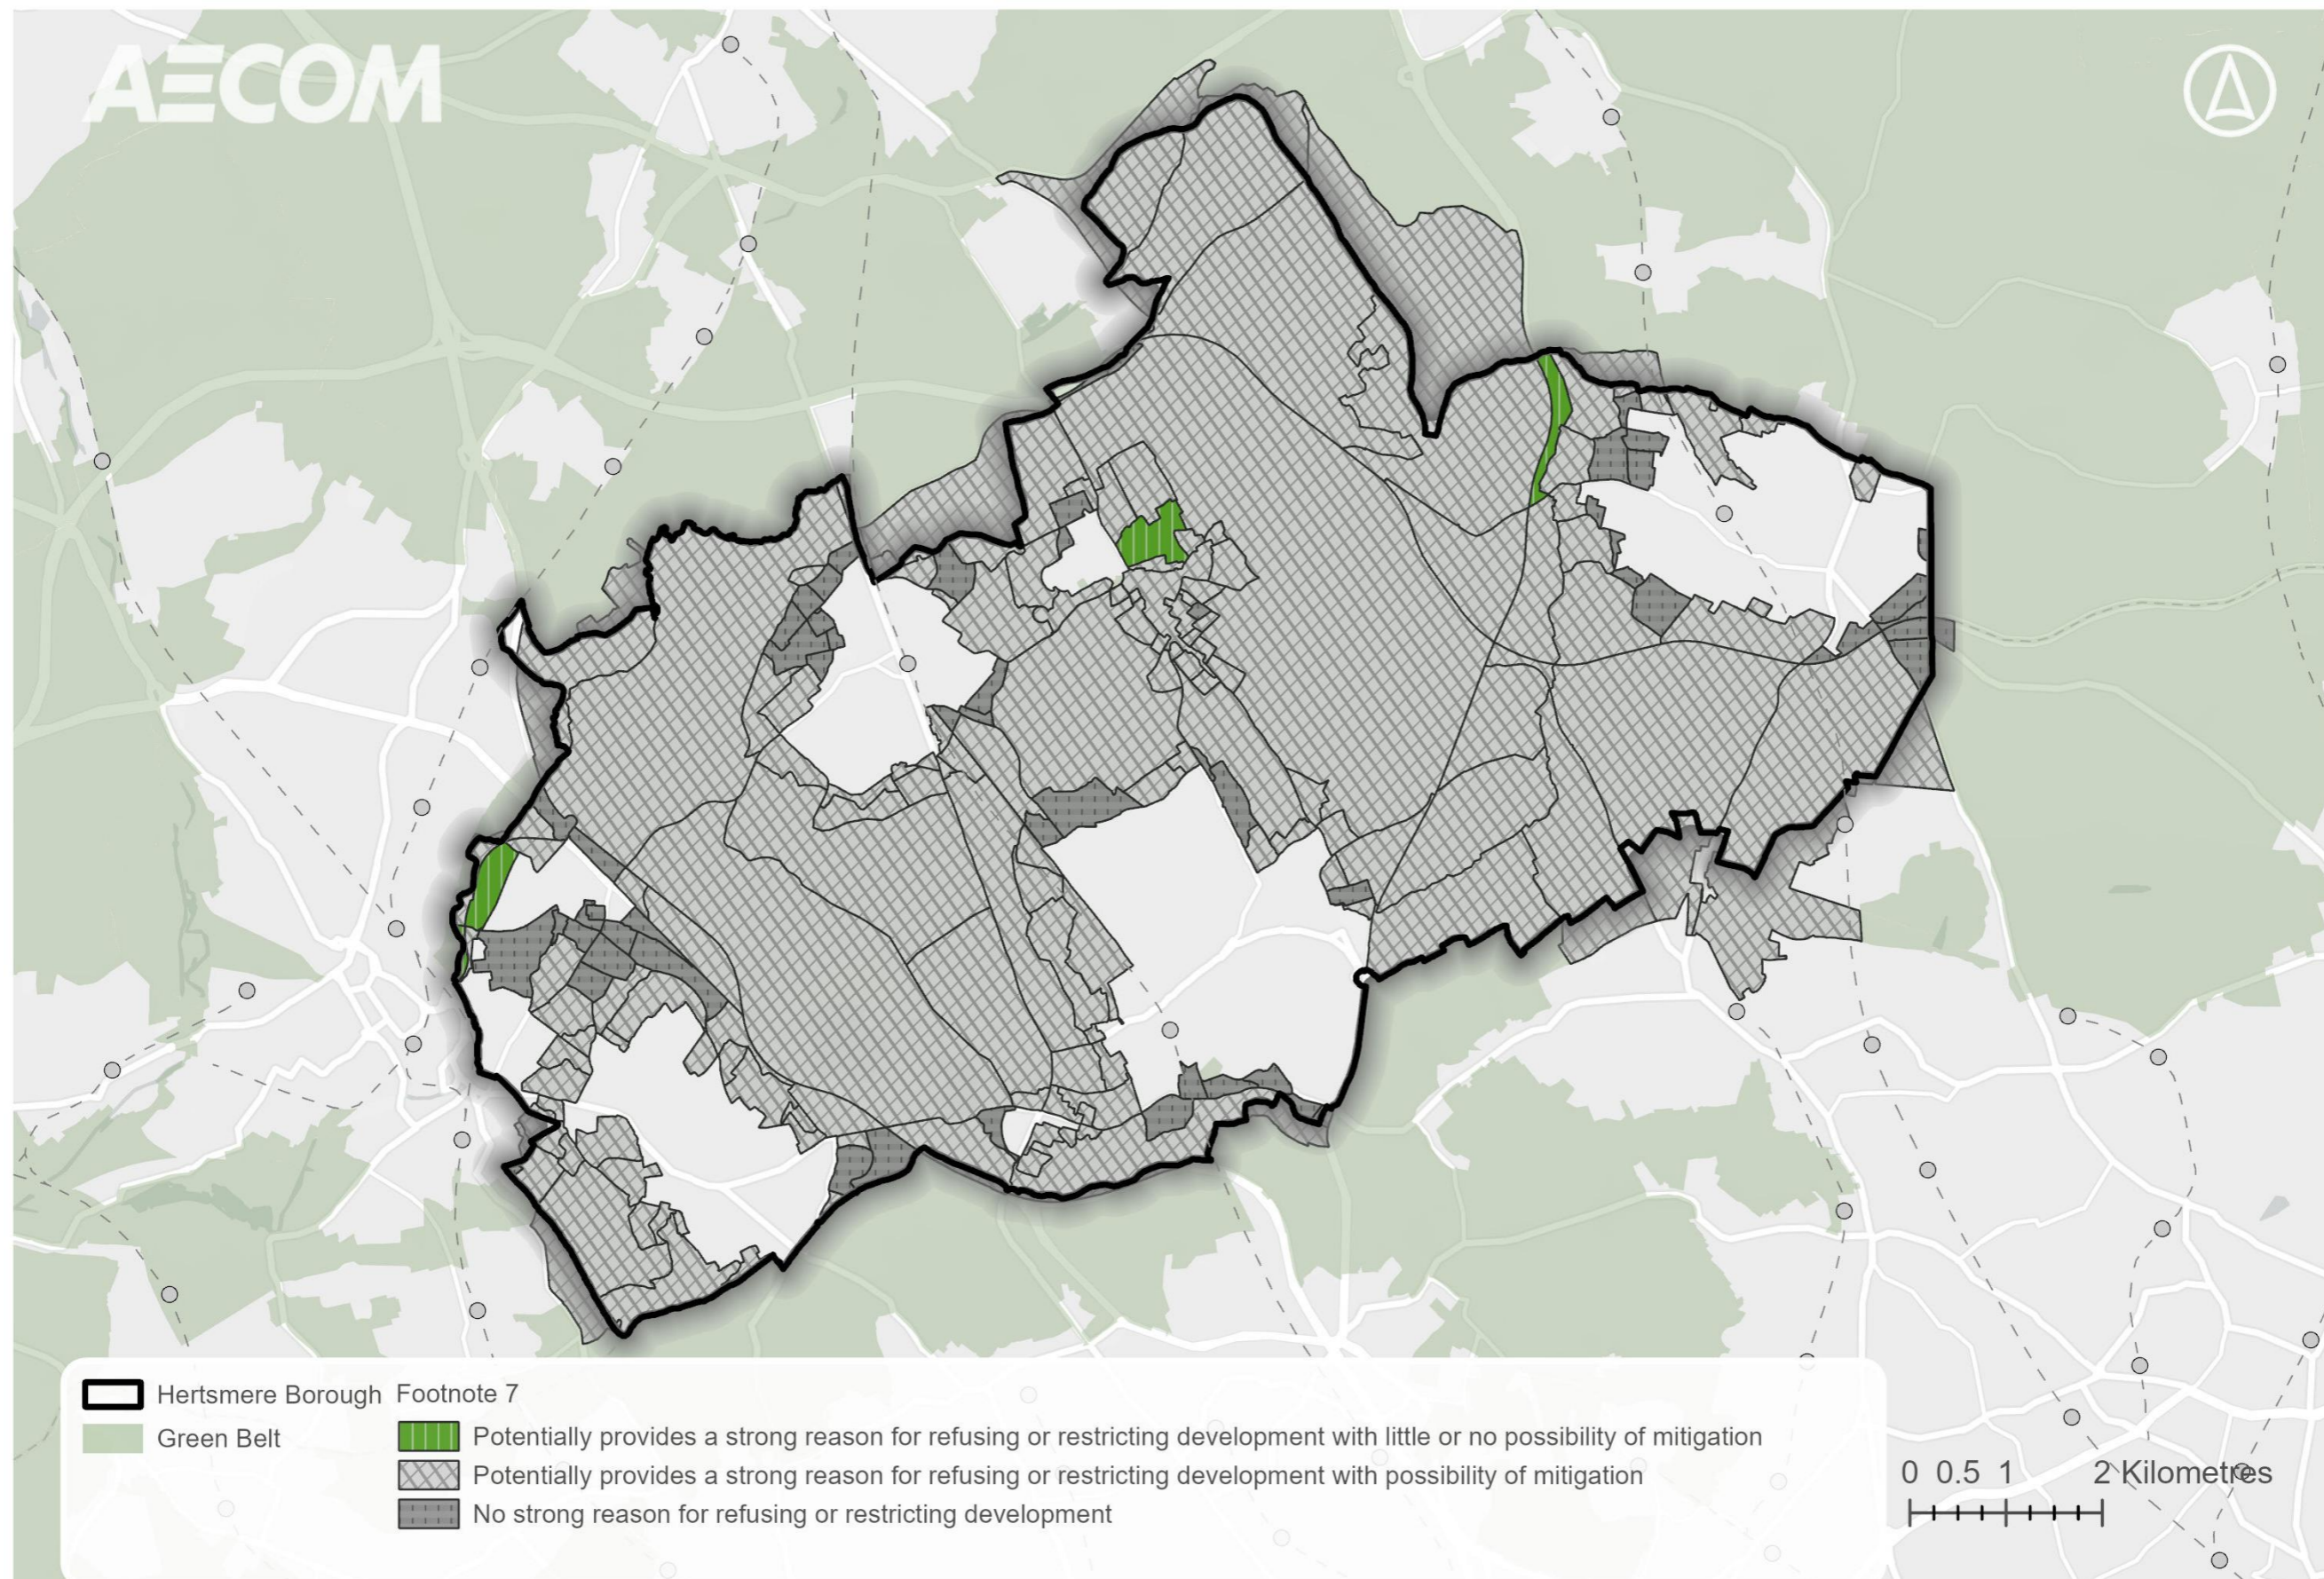 AECOM
Hertsmere Borough
Green Belt
Footnote 7
Potentially provides a strong reason for refusing or restricting development with little or no possibility of mitigation
Potentially provides a strong reason for refusing or restricting development with possibility of mitigation
No strong reason for refusing or restricting development
0 0.5 1 2 Kilometres